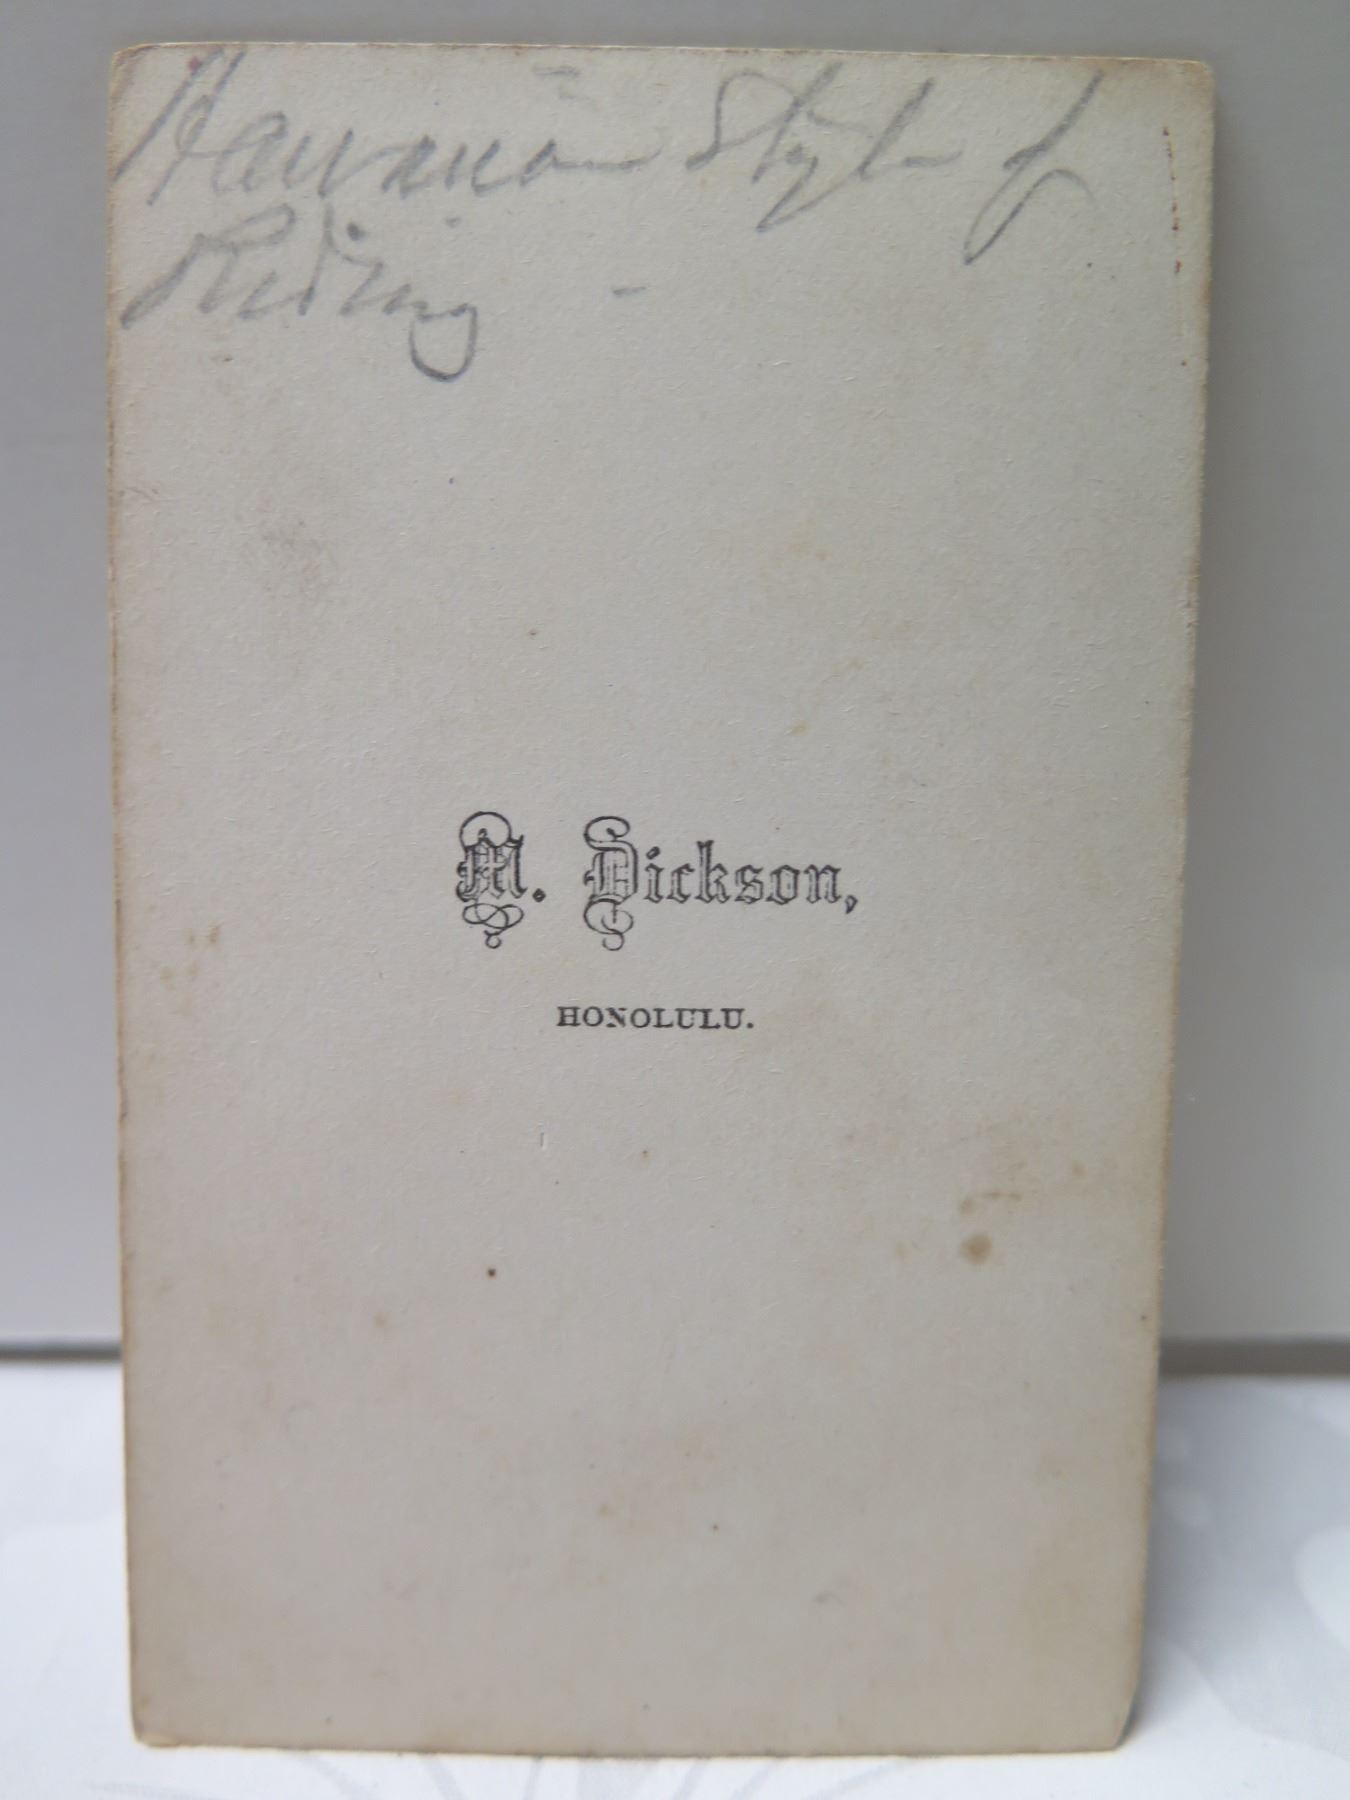 Hawaiian Style of
Riding -
M. Dickson,
HONOLULU.